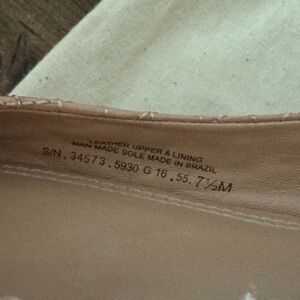 LEATHER UPPER & LINING
MAN MADE SOLE MADE IN BRAZIL
S/N. 34573.5930 G 16.55.7½M